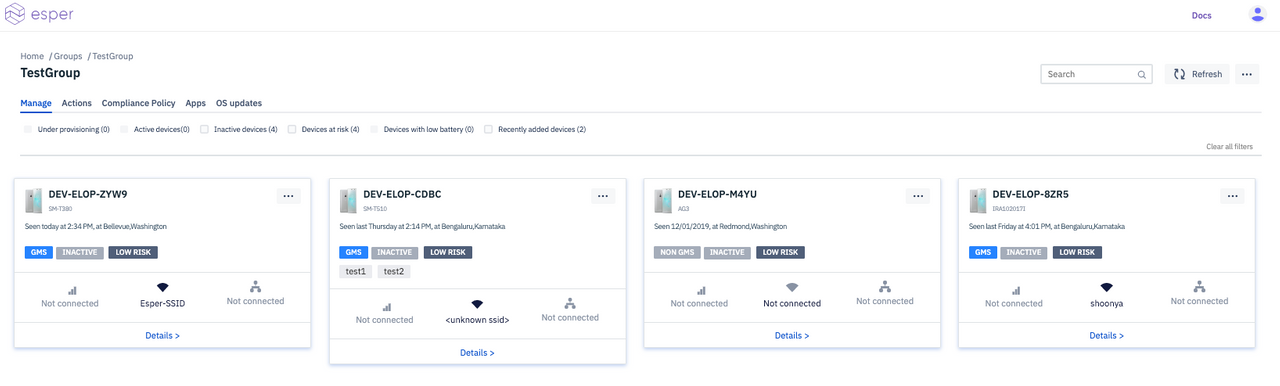 esper
Docs
Home / Groups / TestGroup
TestGroup
Search
Refresh
Manage Actions Compliance Policy Apps OS updates
Under provisioning (0) Active devices(0) Inactive devices (4) Devices at risk (4) Devices with low battery (0) Recently added devices (2)
Clear all filters
DEV-ELOP-ZYW9
SM-T380
Seen today at 2:34 PM, at Bellevue,Washington
GMS INACTIVE LOW RISK
Not connected Esper-SSID Not connected
Details >
DEV-ELOP-CDBC
SM-T510
Seen last Thursday at 2:14 PM, at Bengaluru,Karnataka
GMS INACTIVE LOW RISK
test1 test2
Not connected <unknown ssid> Not connected
Details >
DEV-ELOP-M4YU
AG3
Seen 12/01/2019, at Redmond,Washington
NON GMS INACTIVE LOW RISK
Not connected Not connected Not connected
Details >
DEV-ELOP-8ZR5
[RA102017]
Seen last Friday at 4:01 PM, at Bengaluru,Karnataka
GMS INACTIVE LOW RISK
Not connected shoonya Not connected
Details >